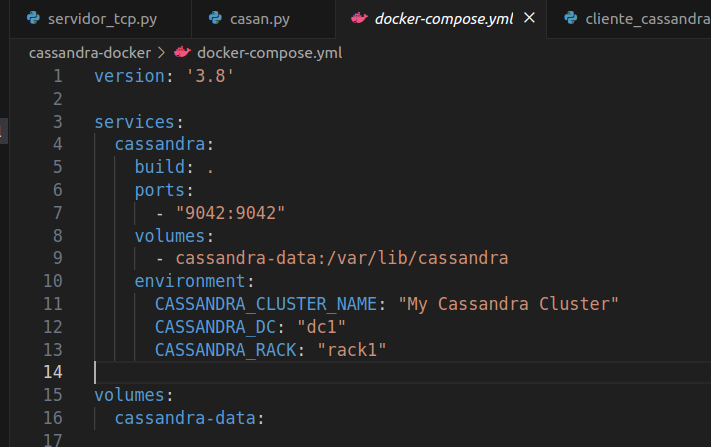 servidor_tcp.py casan.py docker-compose.yml cliente_cassandra
cassandra-docker > docker-compose.yml
1 version: '3.8'
2
3 services:
4   cassandra:
5     build: .
6     ports:
7       - "9042:9042"
8     volumes:
9       - cassandra-data:/var/lib/cassandra
10     environment:
11       CASSANDRA_CLUSTER_NAME: "My Cassandra Cluster"
12       CASSANDRA_DC: "dc1"
13       CASSANDRA_RACK: "rack1"
14
15 volumes:
16   cassandra-data:
17